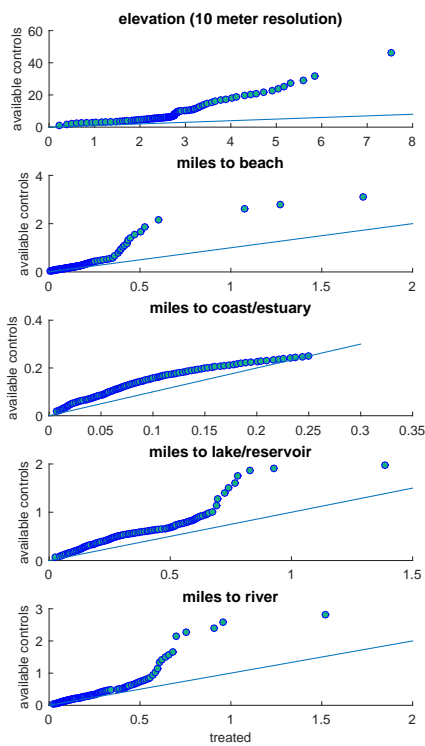 elevation (10 meter resolution)
available controls
60
40
20
0
0 1 2 3 4 5 6 7 8
miles to beach
available controls
4
2
0
0 0.5 1 1.5 2
miles to coast/estuary
available controls
0.4
0.2
0
0 0.05 0.1 0.15 0.2 0.25 0.3 0.35
miles to lake/reservoir
available controls
2
1
0
0 0.5 1 1.5
miles to river
available controls
3
2
1
0
0 0.5 1 1.5 2
treated